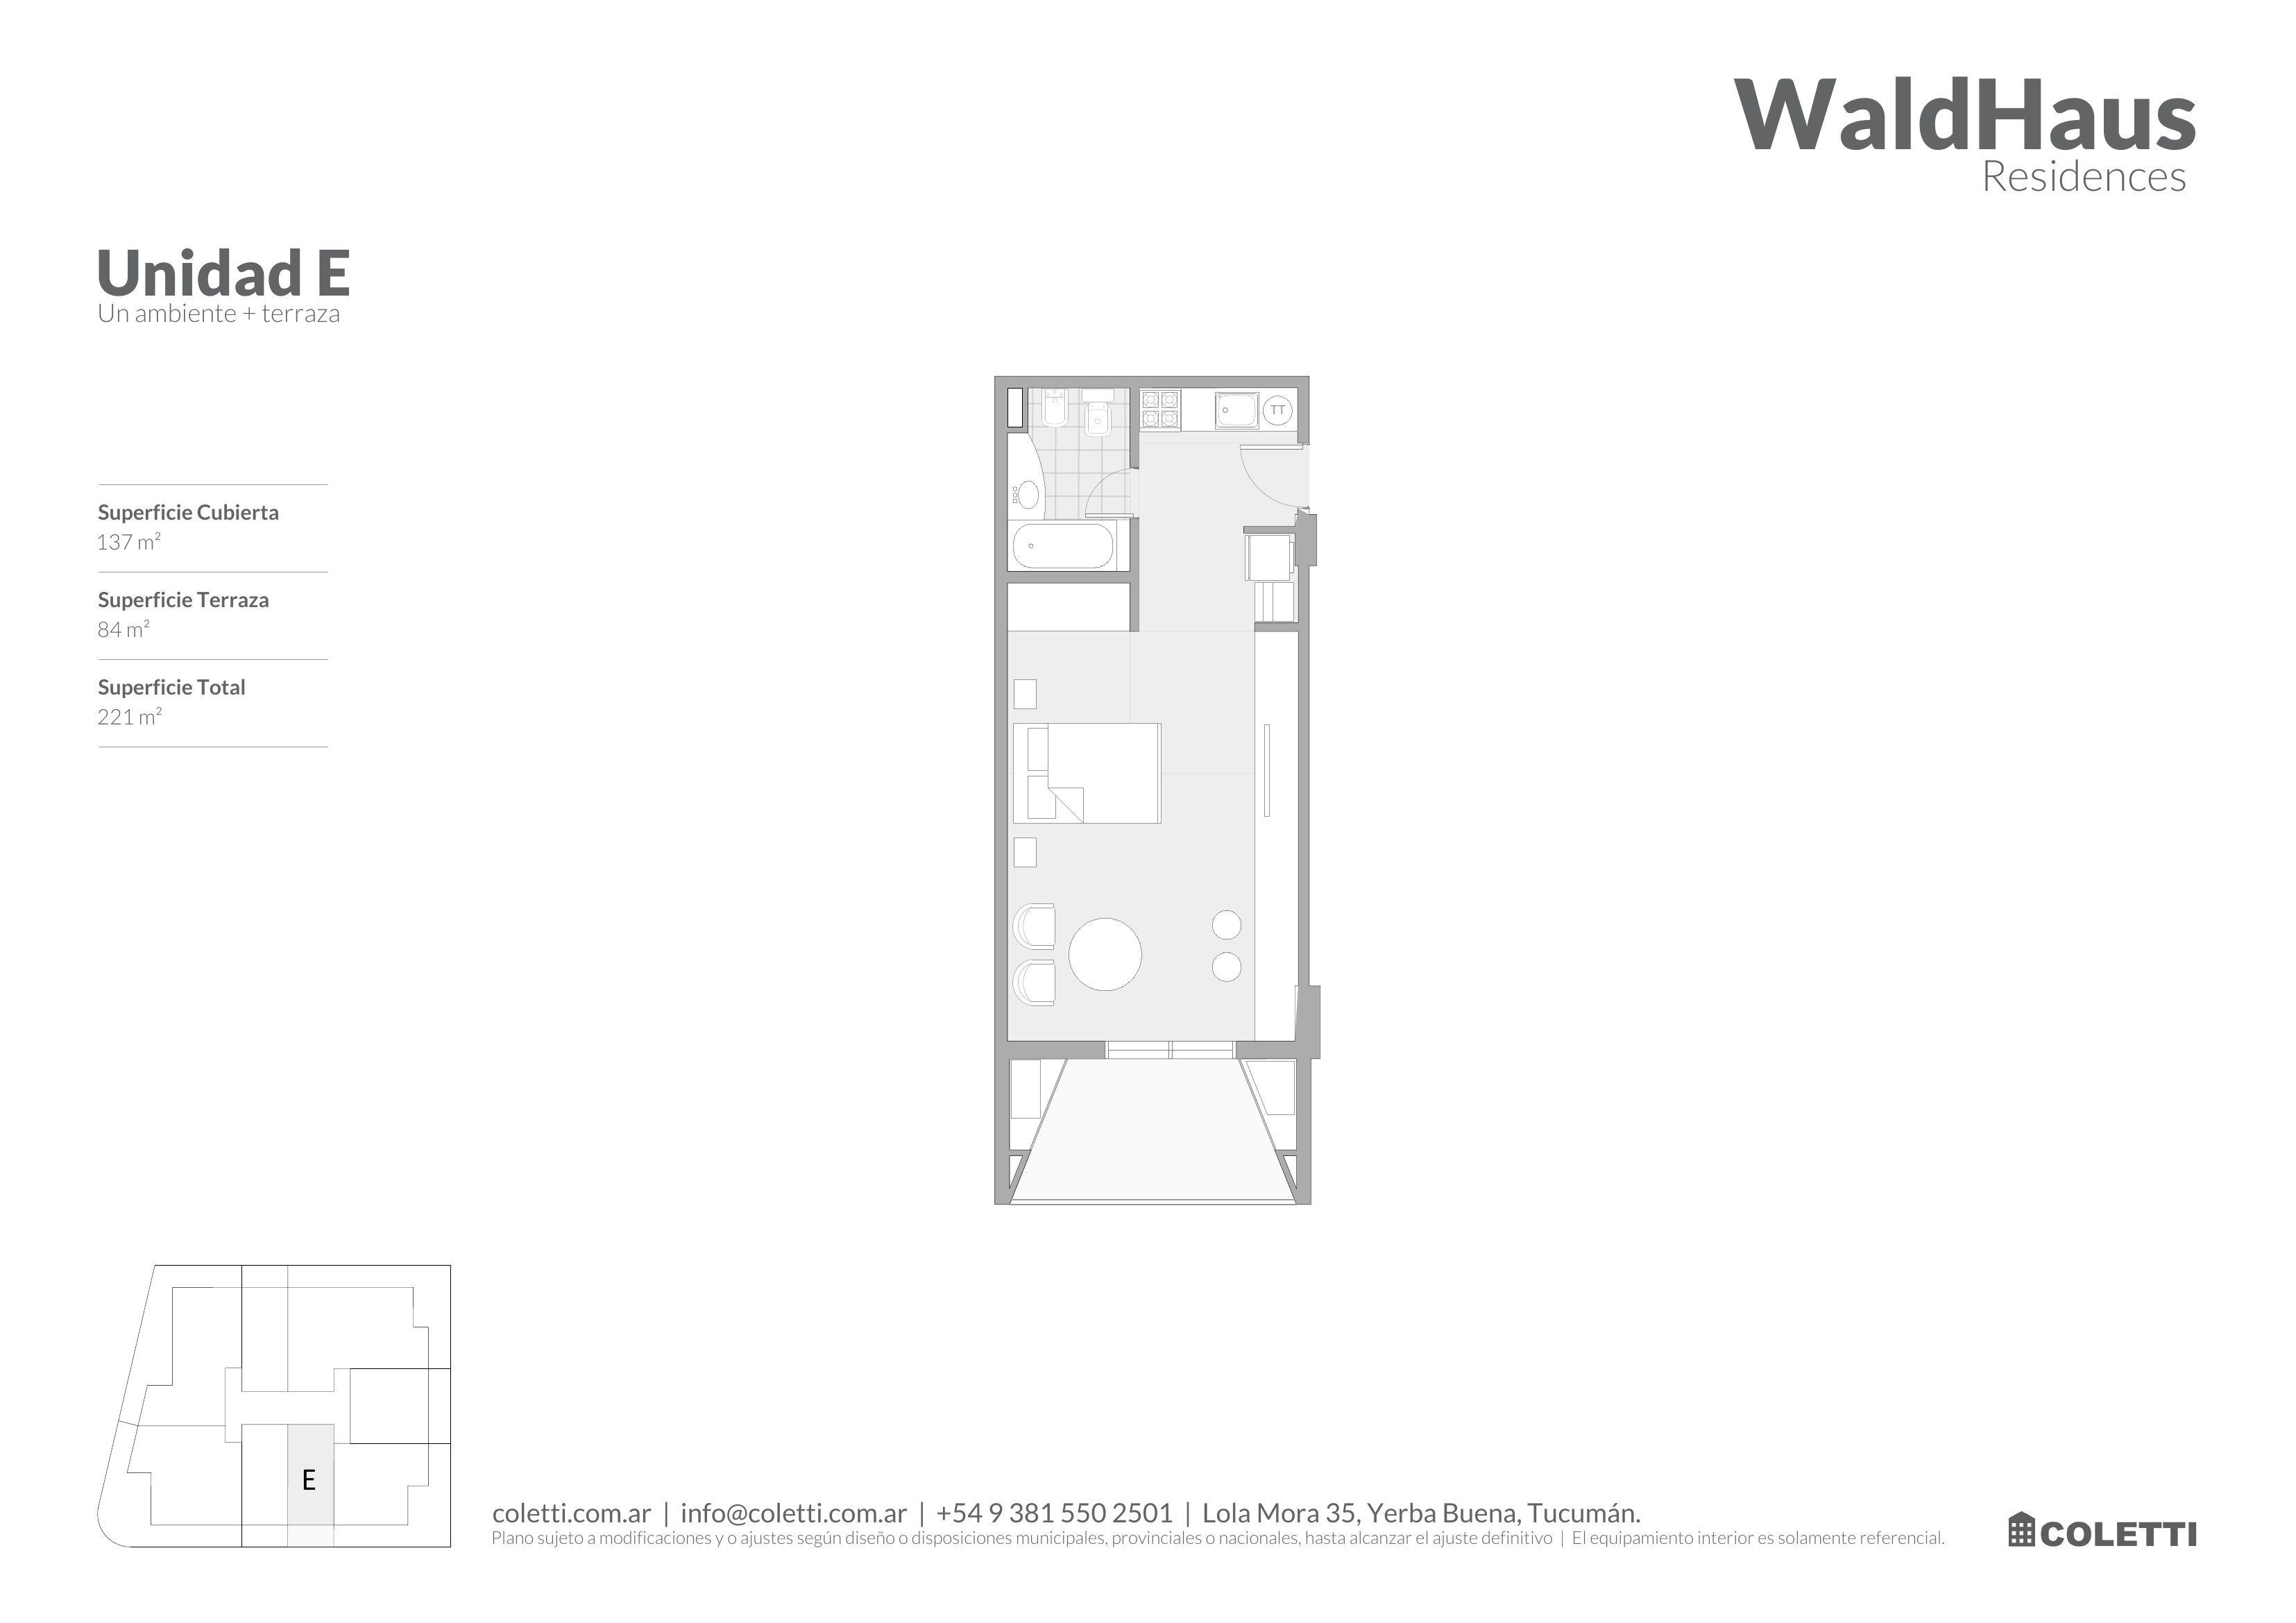 WaldHaus
Residences
Unidad E
Un ambiente + terraza
Superficie Cubierta
137 m²
Superficie Terraza
84 m²
Superficie Total
221 m²
TT
E
coletti.com.ar | info@coletti.com.ar | +54 9 381 550 2501 | Lola Mora 35, Yerba Buena, Tucumán.
Plano sujeto a modificaciones y o ajustes según diseño o disposiciones municipales, provinciales o nacionales, hasta alcanzar el ajuste definitivo | El equipamiento interior es solamente referencial.
COLETTI